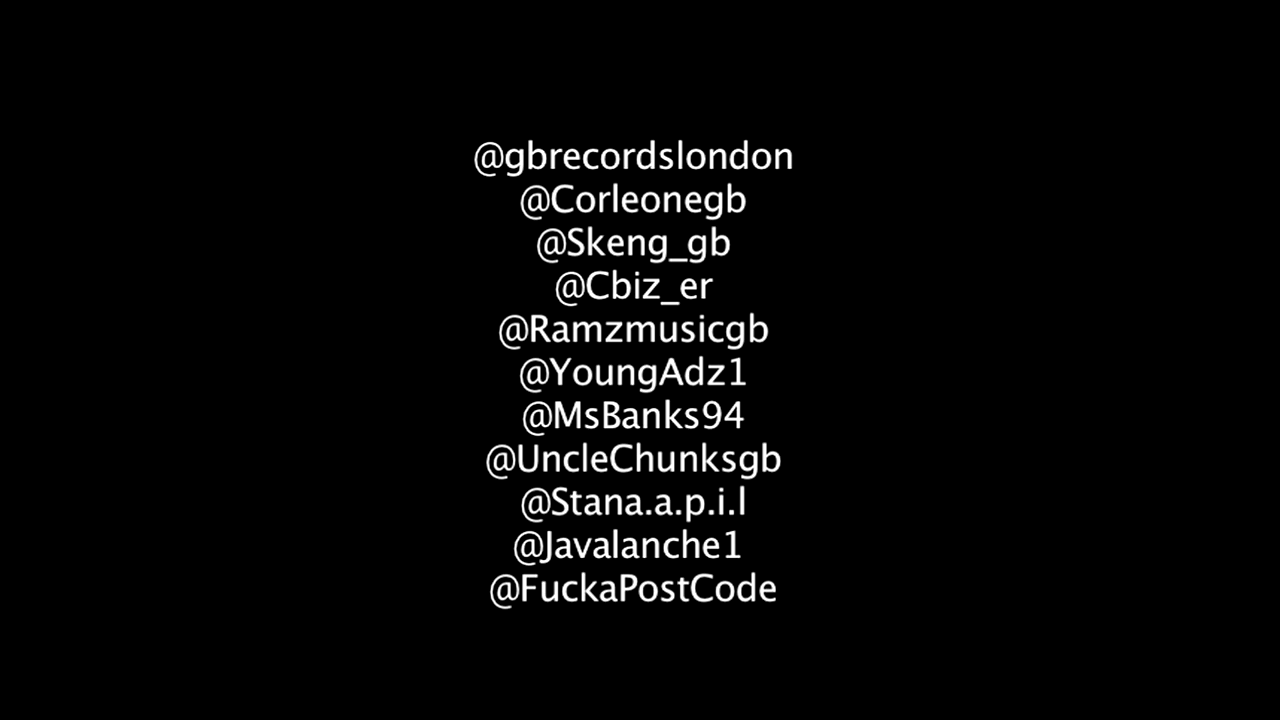 @gbrecordslondon
@Corleonegb
@Skeng_gb
@Cbiz_er
@Ramzmusicgb
@YoungAdz1
@MsBanks94
@UncleChunksgb
@Stana.a.p.i.l
@Javalanche1
@FuckaPostCode